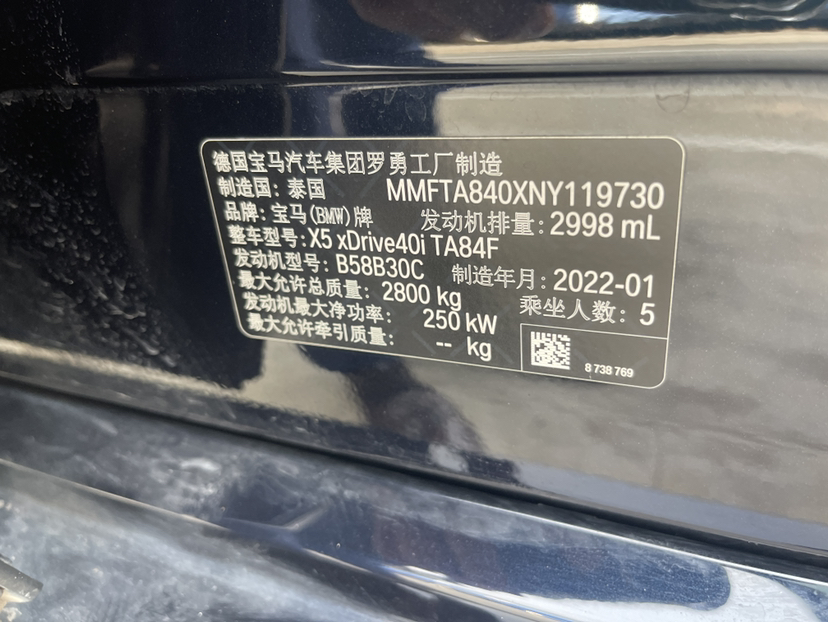 德国宝马汽车集团罗勇工厂制造
制造国：泰国 MMFTA840XNY119730
品牌：宝马(BMW)牌 发动机排量：2998 mL
整车型号：X5 xDrive40i TA84F
发动机型号：B58B30C 制造年月：2022-01
最大允许总质量：2800 kg 乘坐人数：5
发动机最大净功率：250 kW
最大允许牵引质量：-- kg
8 738 769